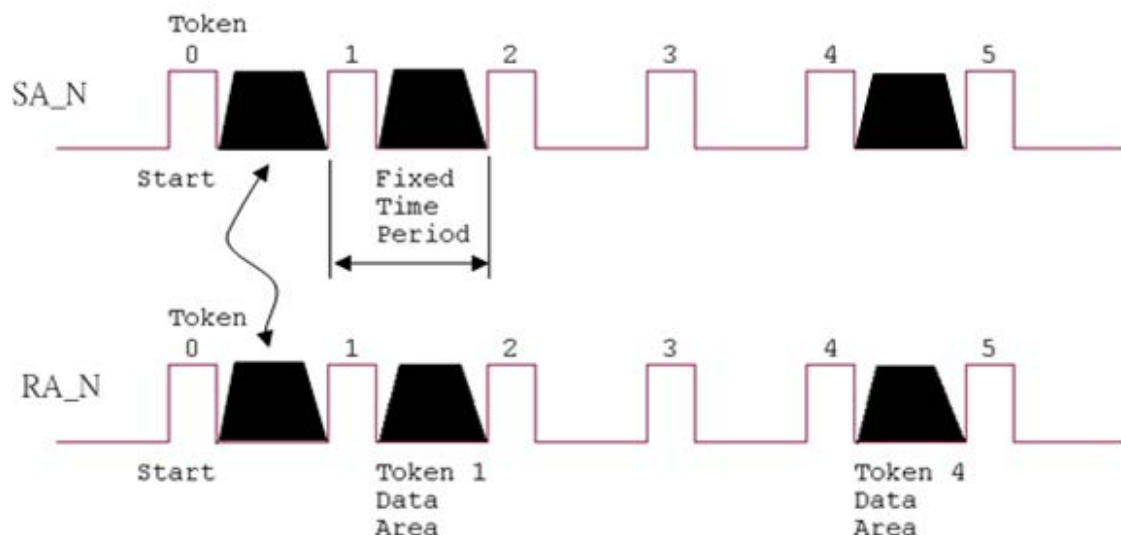 Token
0 1 2 3 4 5
SA_N
Start
Fixed
Time
Period
Token
0 1 2 3 4 5
RA_N
Start
Token 1
Data
Area
Token 4
Data
Area